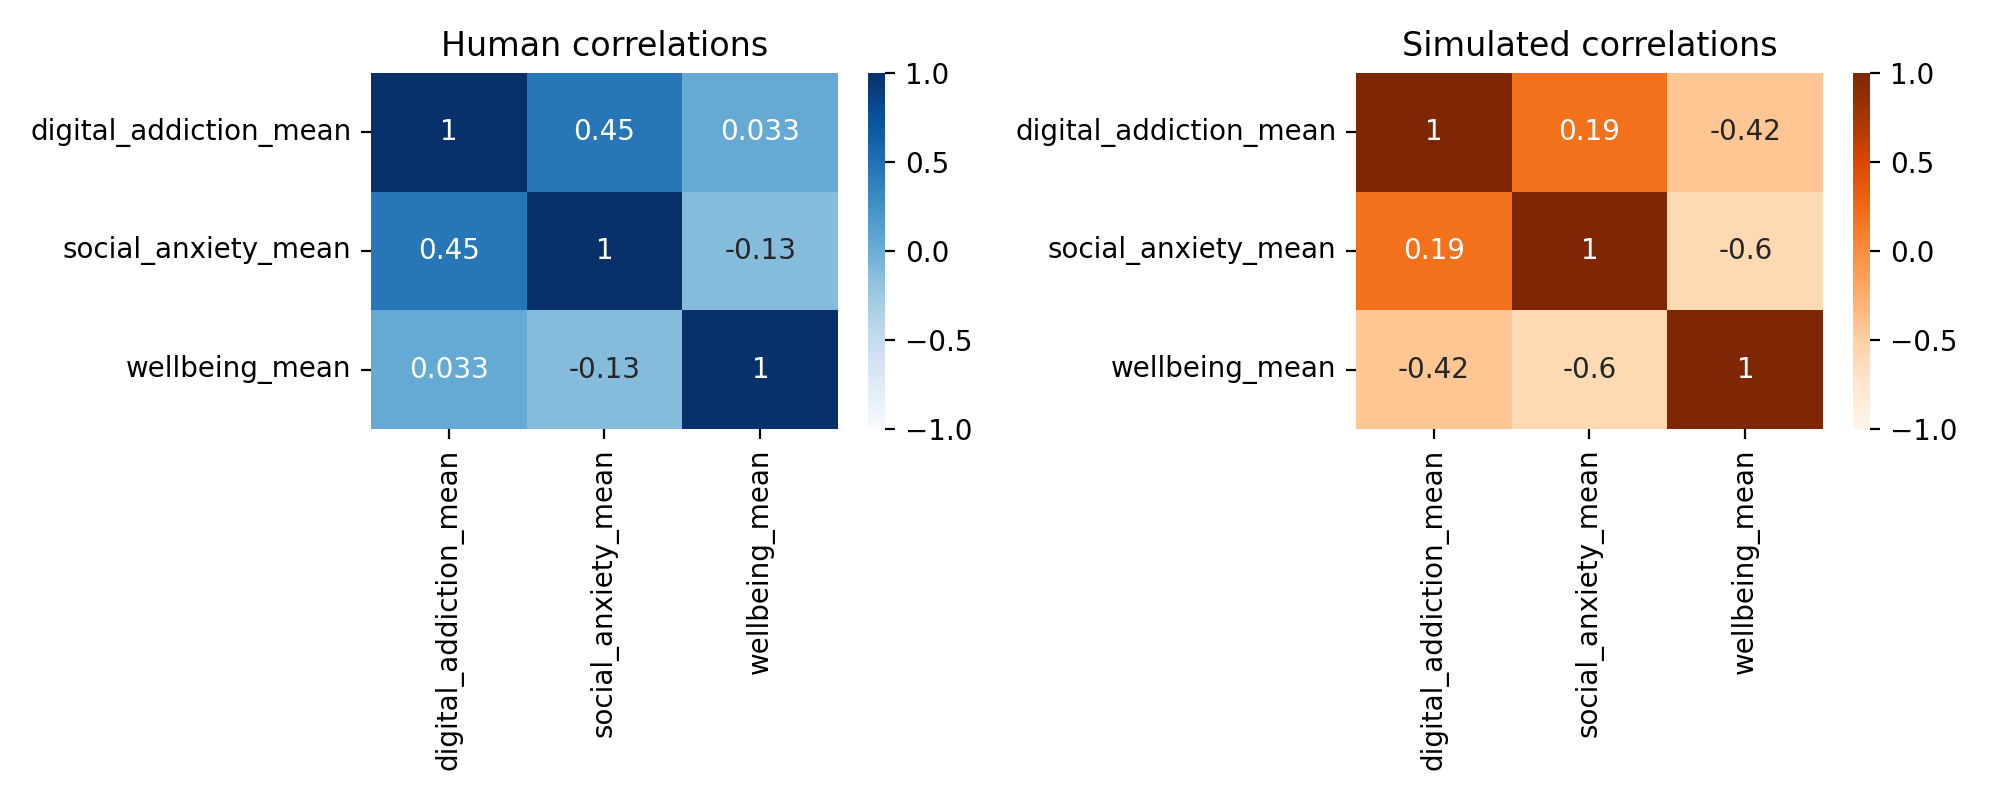 Human correlations
digital_addiction_mean
social_anxiety_mean
wellbeing_mean
1 0.45 0.033
0.45 1 -0.13
0.033 -0.13 1
digital_addiction_mean
social_anxiety_mean
wellbeing_mean
1.0
0.5
0.0
−0.5
−1.0
Simulated correlations
digital_addiction_mean
social_anxiety_mean
wellbeing_mean
1 0.19 -0.42
0.19 1 -0.6
-0.42 -0.6 1
digital_addiction_mean
social_anxiety_mean
wellbeing_mean
1.0
0.5
0.0
−0.5
−1.0